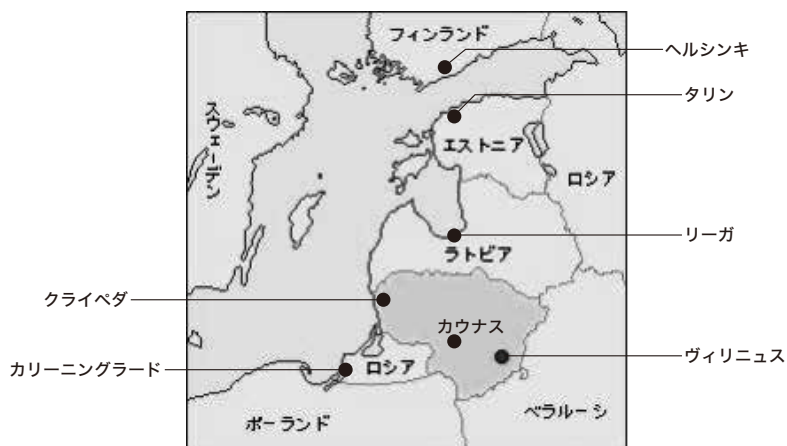 フィンランド
ヘルシンキ
タリン
スウェーデン
エストニア
ロシア
リーガ
ラトビア
クライペダ
カウナス
ヴィリニュス
カリーニングラード
ロシア
ベラルーシ
ポーランド